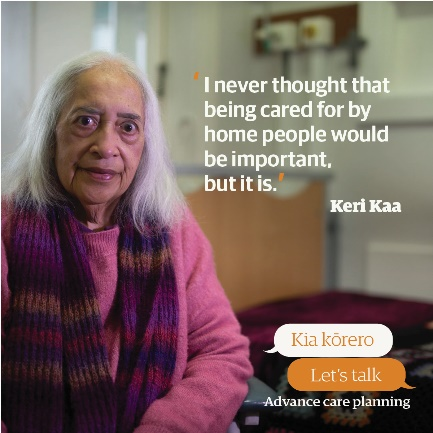 'I never thought that
being cared for by
home people would
be important,
but it is.'
Keri Kaa
Kia kōrero
Let's talk
Advance care planning